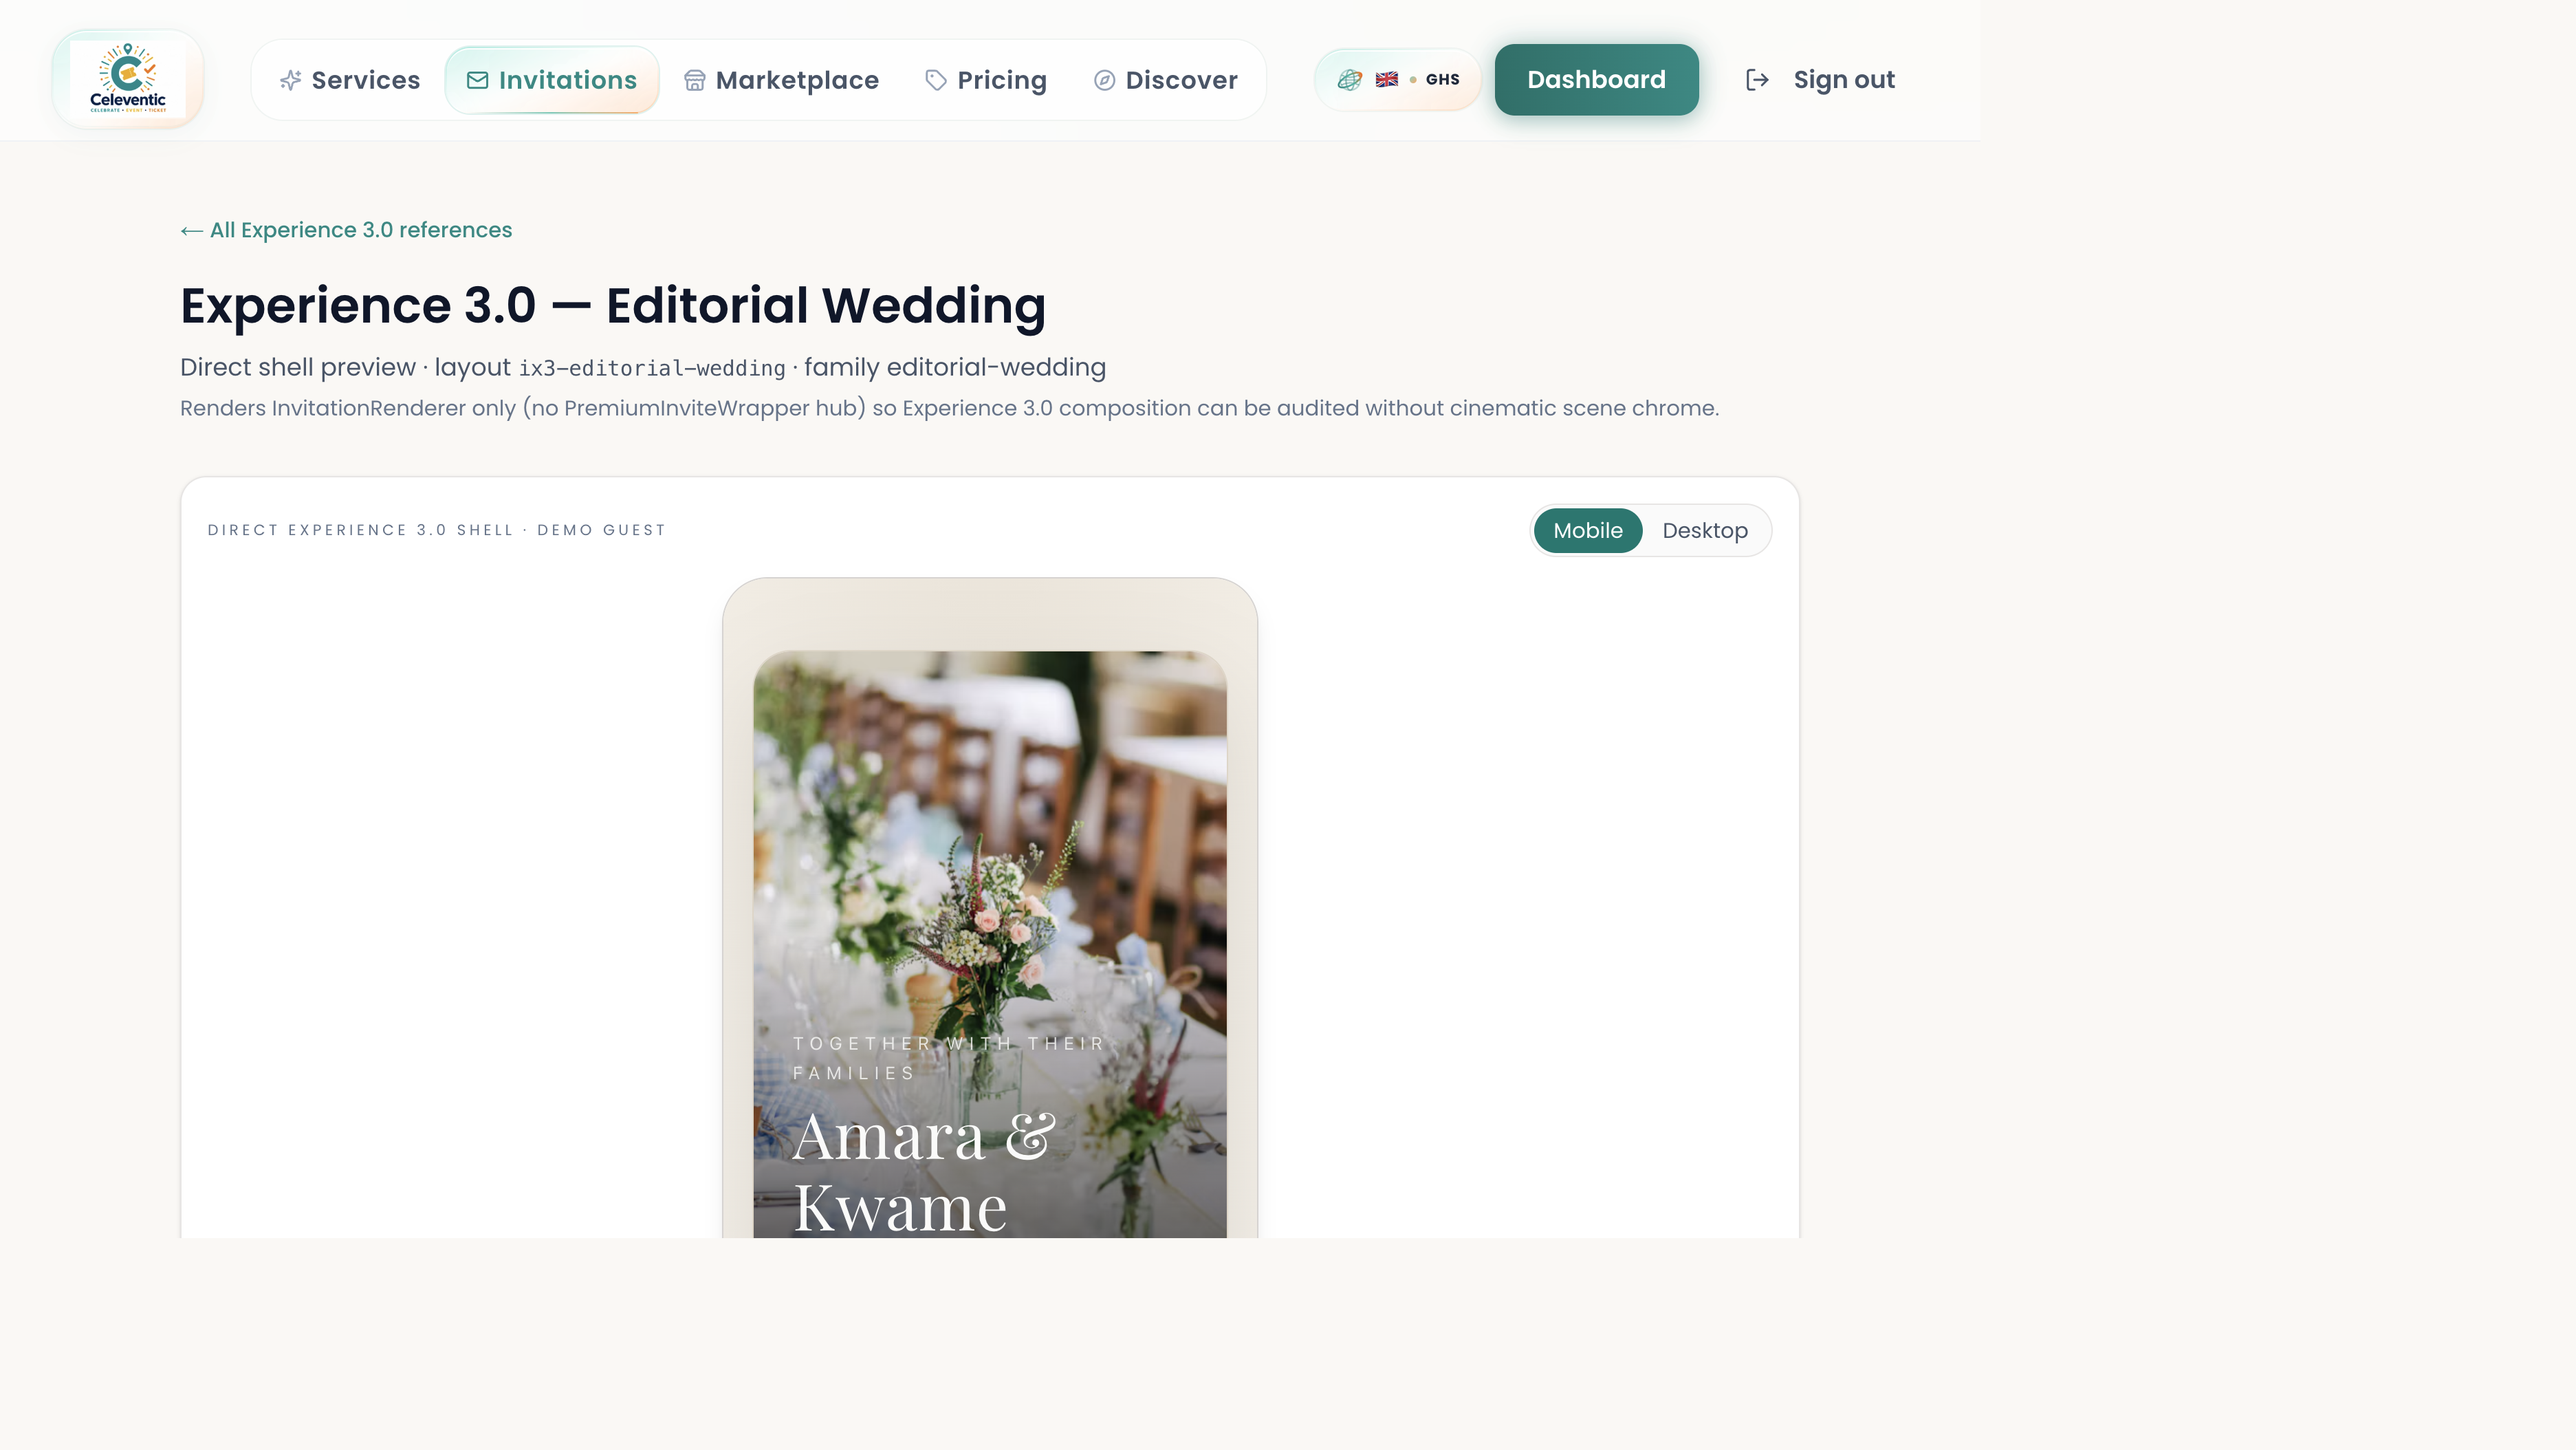 Celeventic
CELEBRATE • EVENT • TICKET
Services
Invitations
Marketplace
Pricing
Discover
GHS
Dashboard
Sign out
← All Experience 3.0 references
Experience 3.0 — Editorial Wedding
Direct shell preview · layout ix3-editorial-wedding · family editorial-wedding
Renders InvitationRenderer only (no PremiumInviteWrapper hub) so Experience 3.0 composition can be audited without cinematic scene chrome.
DIRECT EXPERIENCE 3.0 SHELL · DEMO GUEST
Mobile
Desktop
TOGETHER WITH THEIR
FAMILIES
Amara &
Kwame